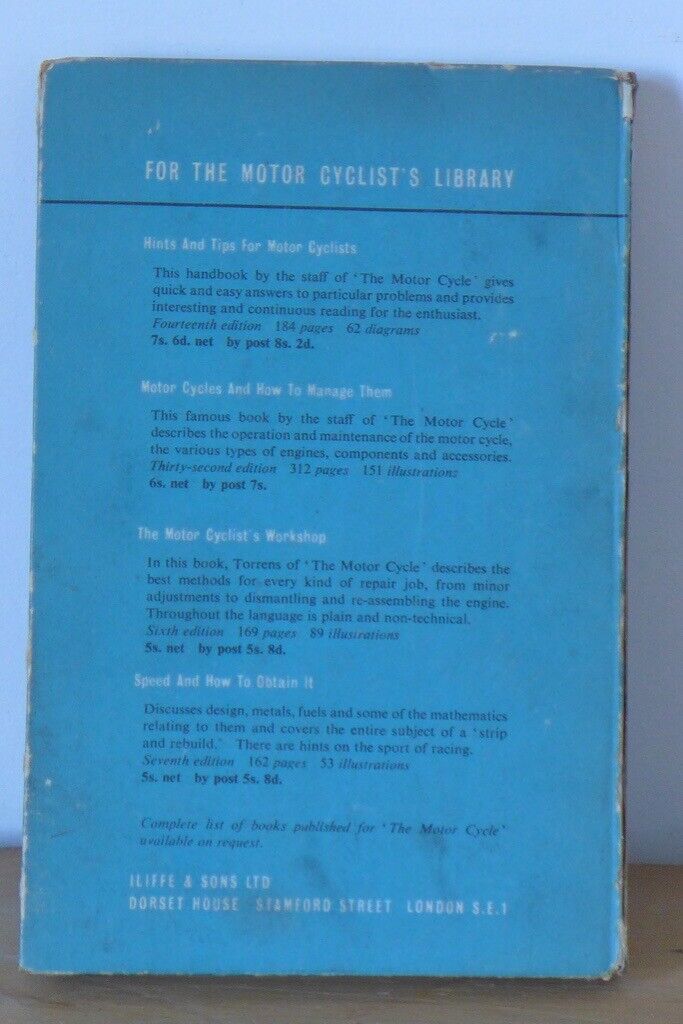 FOR THE MOTOR CYCLIST'S LIBRARY
Hints And Tips For Motor Cyclists
This handbook by the staff of 'The Motor Cycle' gives
quick and easy answers to particular problems and provides
interesting and continuous reading for the enthusiast.
Fourteenth edition 184 pages 62 diagrams
7s. 6d. net by post 8s. 2d.
Motor Cycles And How To Manage Them
This famous book by the staff of 'The Motor Cycle'
describes the operation and maintenance of the motor cycle,
the various types of engines, components and accessories.
Thirty-second edition 312 pages 151 illustrations
6s. net by post 7s.
The Motor Cyclist's Workshop
In this book, Torrens of 'The Motor Cycle' describes the
best methods for every kind of repair job, from minor
adjustments to dismantling and re-assembling the engine.
Throughout the language is plain and non-technical.
Sixth edition 169 pages 89 illustrations
5s. net by post 5s. 8d.
Speed And How To Obtain It
Discusses design, metals, fuels and some of the mathematics
relating to them and covers the entire subject of a 'strip
and rebuild.' There are hints on the sport of racing.
Seventh edition 162 pages 53 illustrations
5s. net by post 5s. 8d.
Complete list of books published for 'The Motor Cycle'
available on request.
ILIFFE & SONS LTD
DORSET HOUSE STAMFORD STREET LONDON S.E.1